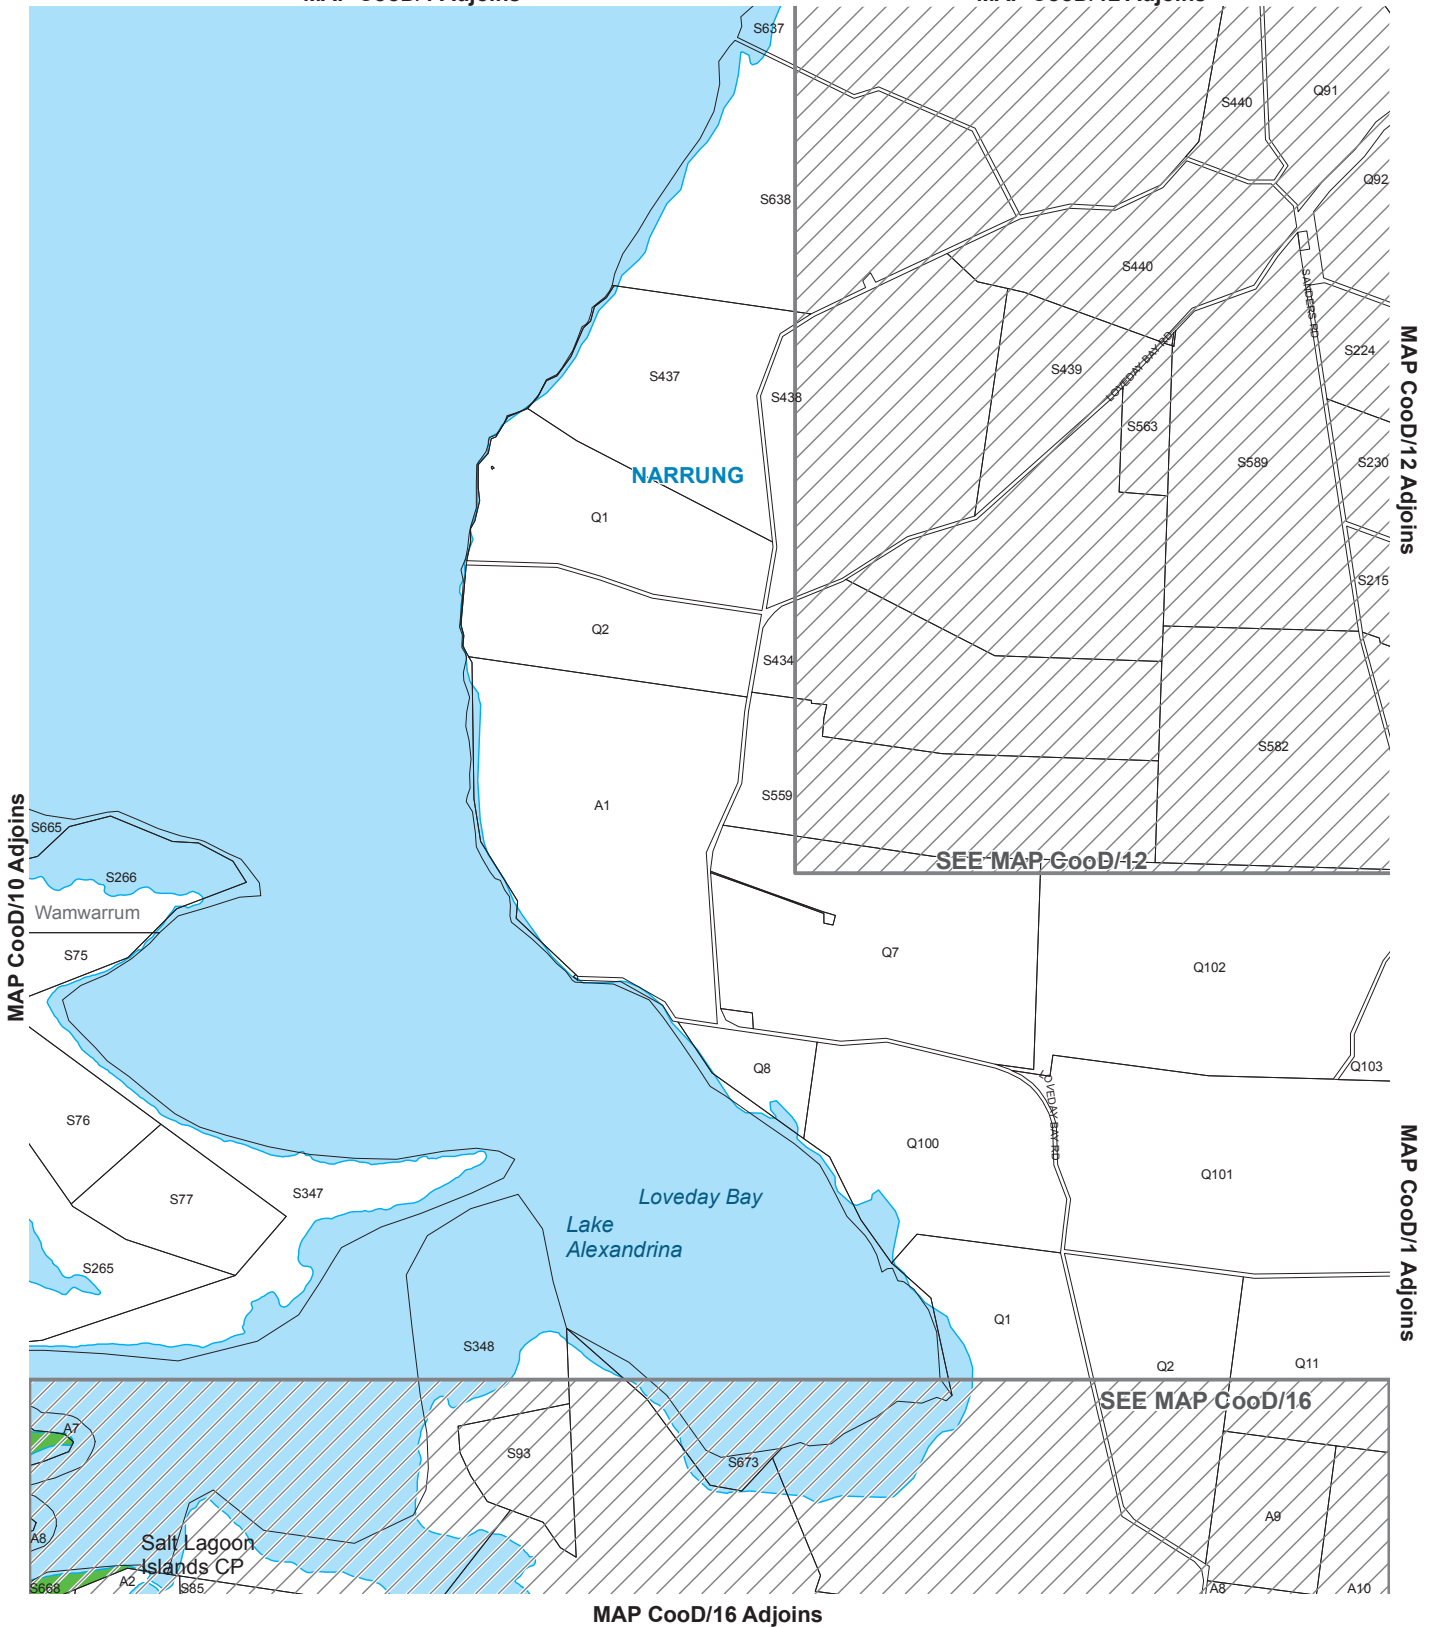 S637
Q91
S440
Q92
S638
S440
SANDERS RD
S224
MAP CooD/12 Adjoins
LOVEDAY BAY RD
S439
S437
S438
S563
S589
S230
NARRUNG
Q1
S215
Q2
S434
S582
S559
A1
MAP CooD/10 Adjoins
S665
SEE MAP CooD/12
S266
Wamwarrum
S75
Q7
Q102
Q8
Q103
LOVEDAY BAY RD
S76
Q100
Q101
MAP CooD/1 Adjoins
S77
S347
Loveday Bay
Lake
Alexandrina
S265
Q1
S348
Q2
Q11
SEE MAP CooD/16
A7
S93
S673
A9
A8
Salt Lagoon
Islands CP
S668
A2
S85
A8
A10
MAP CooD/16 Adjoins